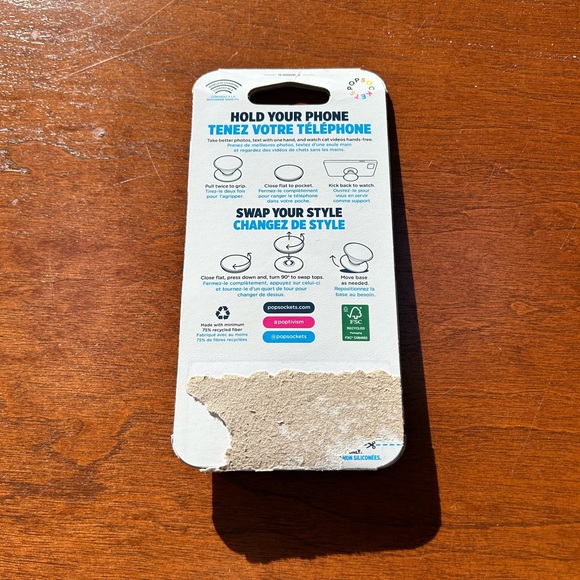 POPSOCKETS
HOLD YOUR PHONE
TENEZ VOTRE TÉLÉPHONE
Take better photos, text with one hand, and watch cat videos hands-free.
Prenez de meilleures photos, textez d'une seule main
et regardez des vidéos de chats sans les mains.
Pull twice to grip.
Tirez-le deux fois
pour l'agripper.
Close flat to pocket.
Fermez-le complètement
pour ranger le téléphone
dans votre poche.
Kick back to watch.
Ouvrez-le pour
vous en servir
comme support.
SWAP YOUR STYLE
CHANGEZ DE STYLE
Close flat, press down and, turn 90° to swap tops.
Fermez-le complètement, appuyez sur celui-ci
et tournez-le d'un quart de tour pour
changer de dessus.
Move base
as needed.
Repositionnez la
base au besoin.
Made with minimum
75% recycled fiber
Fabriqué avec au moins
75% de fibres recyclées
popsockets.com
#poptivism
@popsockets
FSC
RECYCLED
Packaging
NON SILICONÉES.